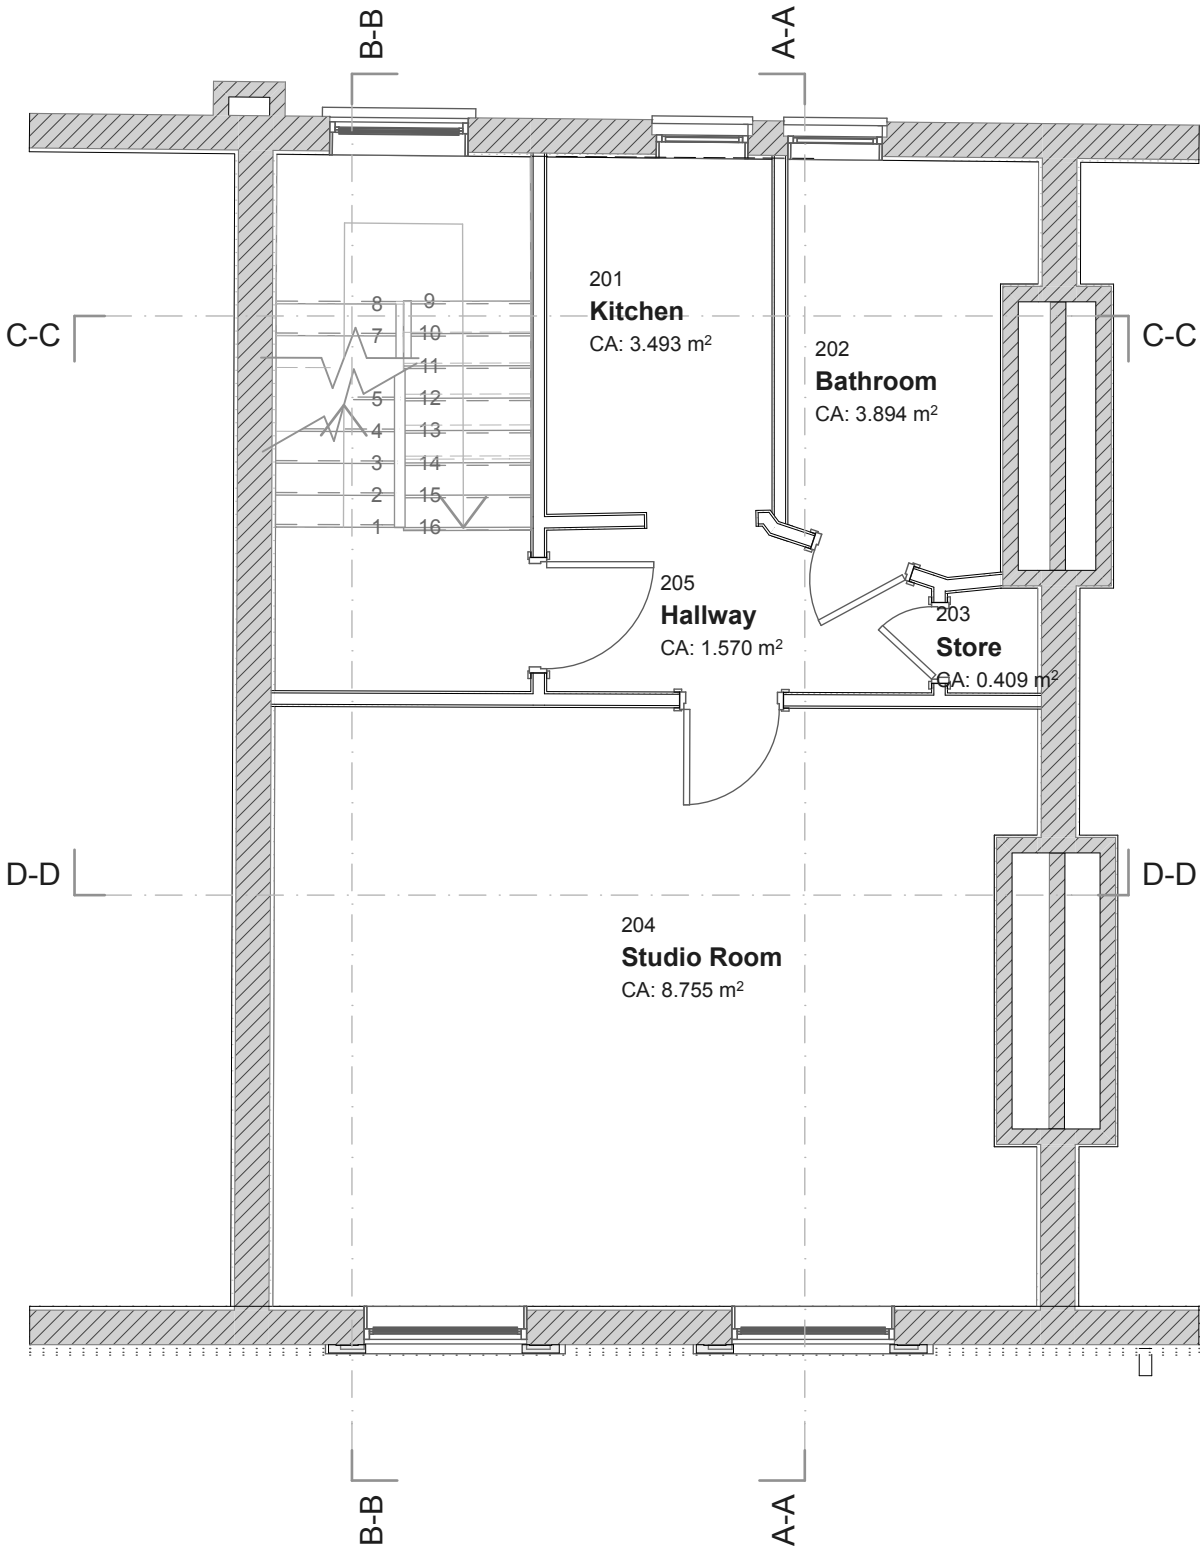 B-B
A-A
201
Kitchen
CA: 3.493 m²
C-C
C-C
202
Bathroom
CA: 3.894 m²
8
9
7
10
11
5
12
4
13
3
14
2
15
1
16
205
Hallway
CA: 1.570 m²
203
Store
CA: 0.409 m²
D-D
D-D
204
Studio Room
CA: 8.755 m²
B-B
A-A